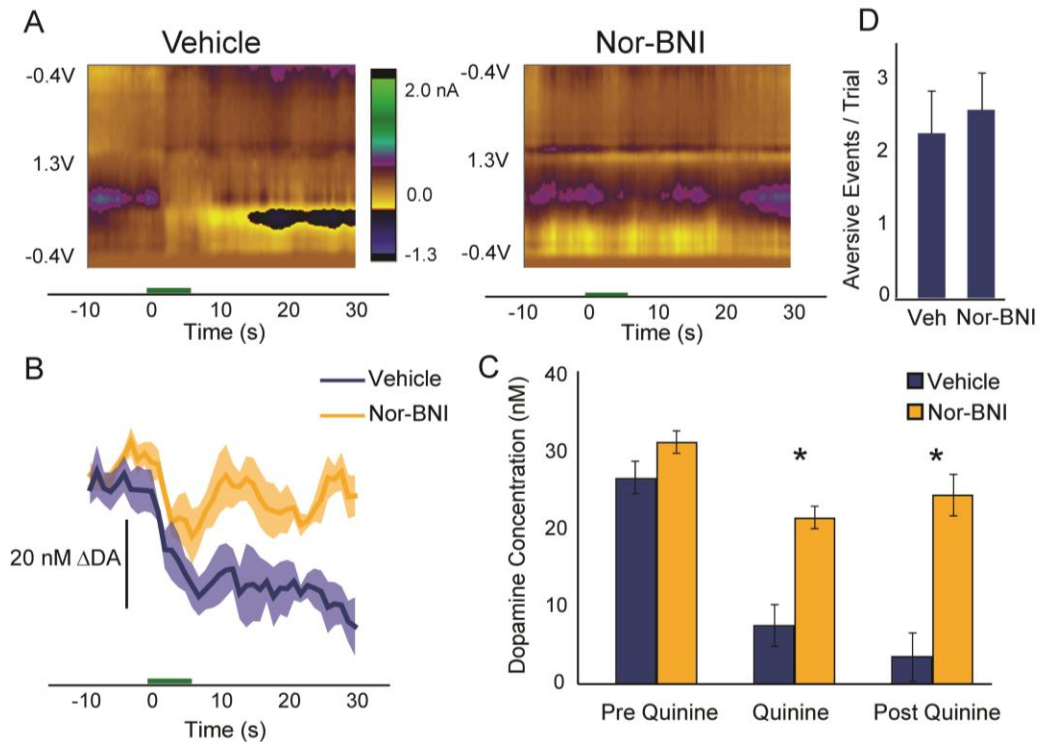 A
Vehicle
-0.4V
1.3V
-0.4V
2.0 nA
0.0
-1.3
-10 0 10 20 30
Time (s)
Nor-BNI
-0.4V
1.3V
-0.4V
-10 0 10 20 30
Time (s)
D
Aversive Events / Trial
3
2
1
0
Veh Nor-BNI
B
Vehicle
Nor-BNI
20 nM ΔDA
-10 0 10 20 30
Time (s)
C
Dopamine Concentration (nM)
40
30
20
10
0
Vehicle
Nor-BNI
* *
Pre Quinine Quinine Post Quinine